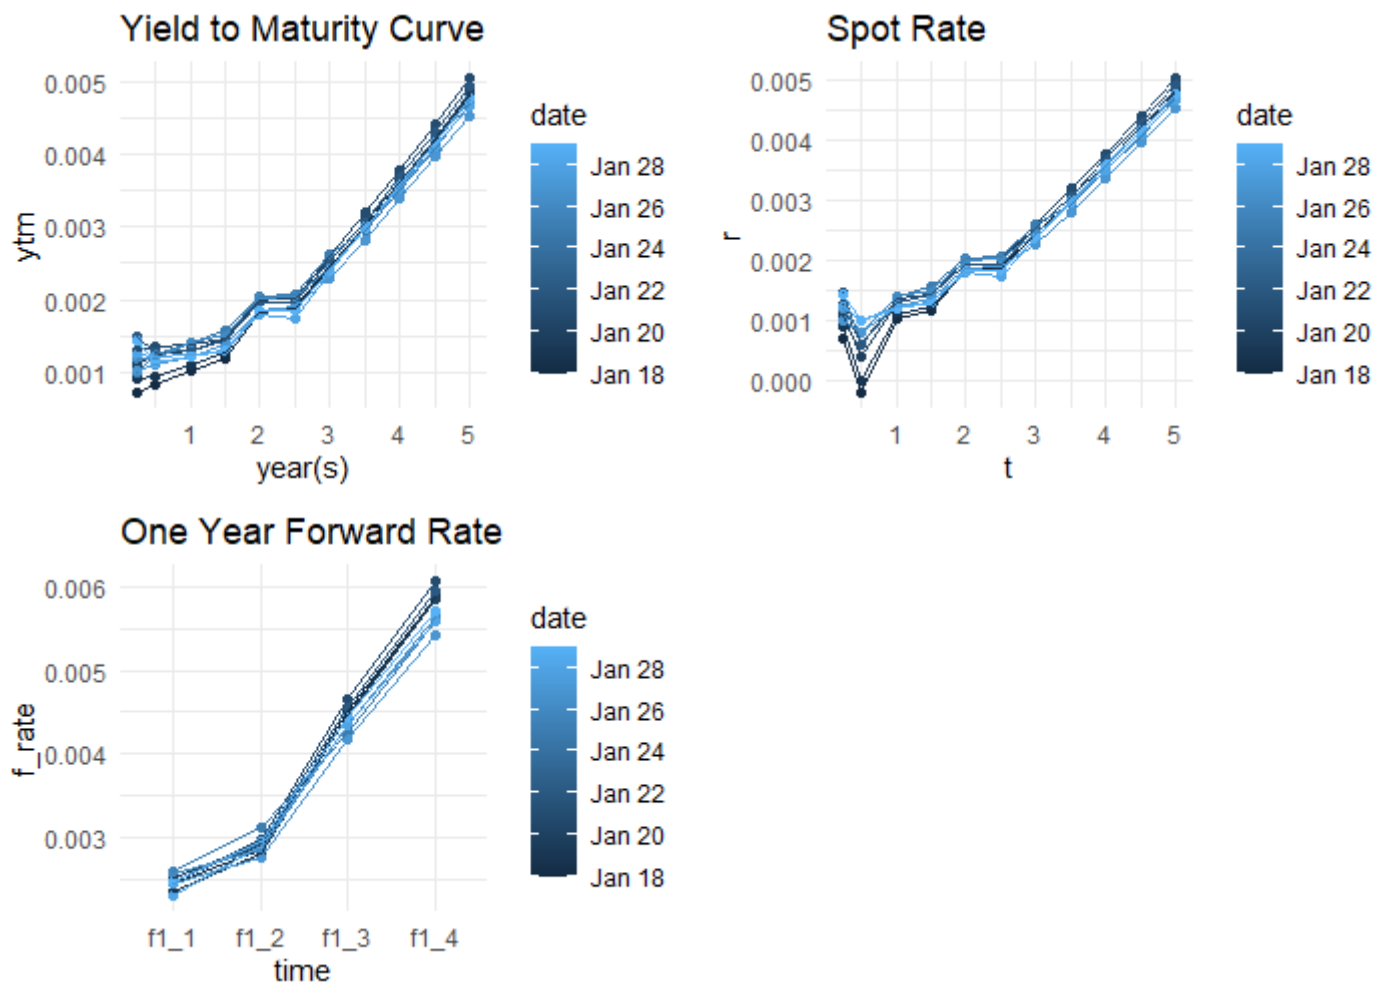 Yield to Maturity Curve
0.005
0.004
0.003
0.002
0.001
ytm
1 2 3 4 5
year(s)
date
Jan 28
Jan 26
Jan 24
Jan 22
Jan 20
Jan 18
Spot Rate
0.005
0.004
0.003
0.002
0.001
0.000
r
1 2 3 4 5
t
date
Jan 28
Jan 26
Jan 24
Jan 22
Jan 20
Jan 18
One Year Forward Rate
0.006
0.005
0.004
0.003
f_rate
f1_1 f1_2 f1_3 f1_4
time
date
Jan 28
Jan 26
Jan 24
Jan 22
Jan 20
Jan 18